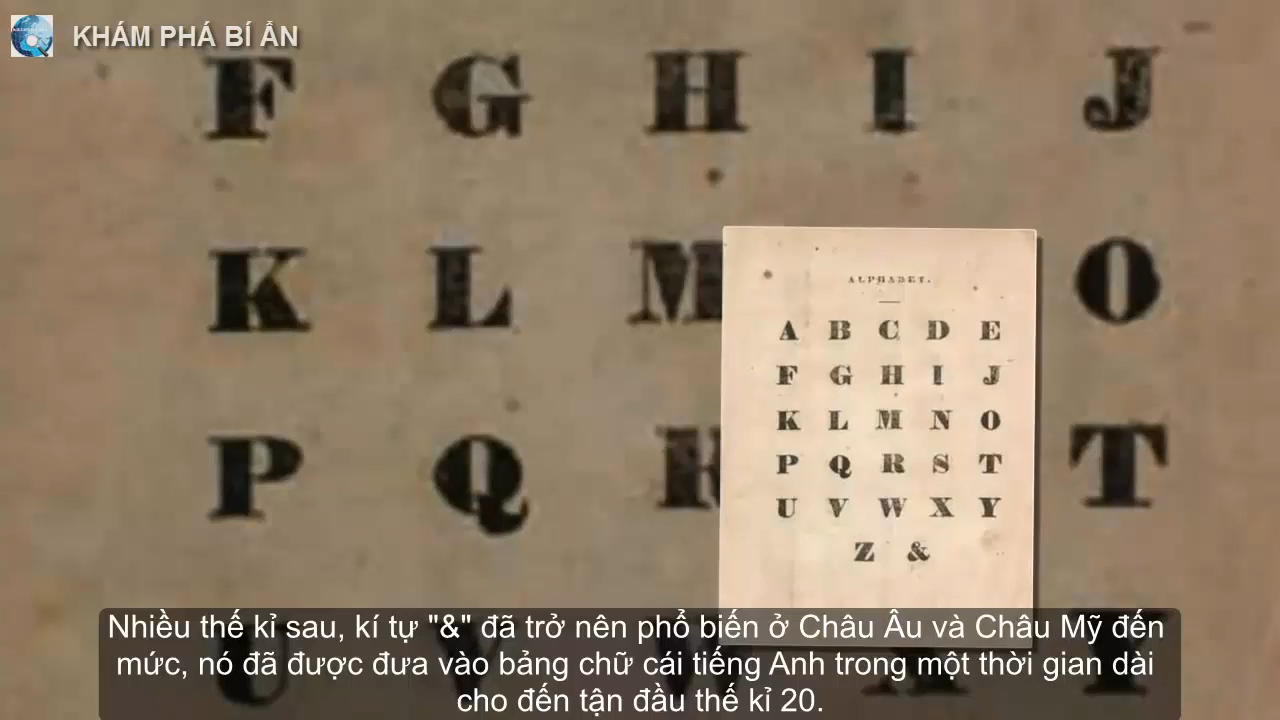 KHÁM PHÁ BÍ ẨN
F G H I J
K L M O
P Q R T
ALPHABET.
A B C D E
F G H I J
K L M N O
P Q R S T
U V W X Y
Z &
Nhiều thế kỉ sau, kí tự "&" đã trở nên phổ biến ở Châu Âu và Châu Mỹ đến
mức, nó đã được đưa vào bảng chữ cái tiếng Anh trong một thời gian dài
cho đến tận đầu thế kỉ 20.